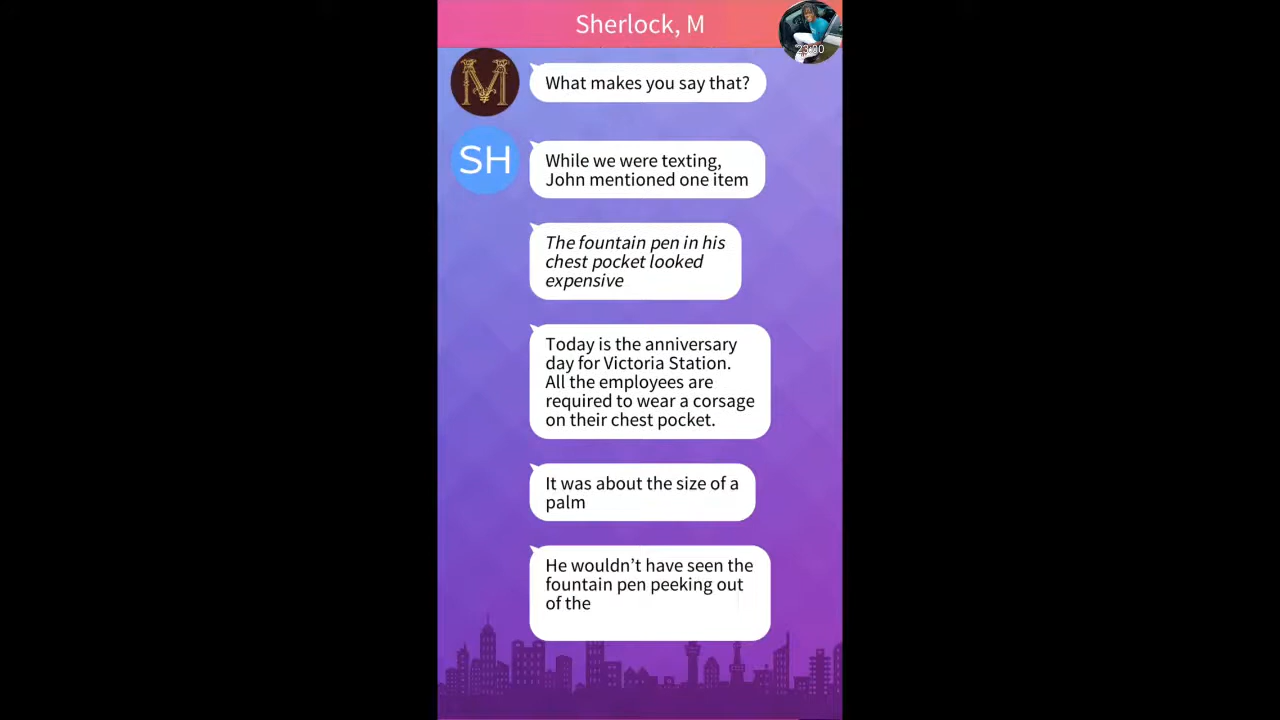 Sherlock, M
23:00
M
What makes you say that?
SH
While we were texting,
John mentioned one item
The fountain pen in his
chest pocket looked
expensive
Today is the anniversary
day for Victoria Station.
All the employees are
required to wear a corsage
on their chest pocket.
It was about the size of a
palm
He wouldn’t have seen the
fountain pen peeking out
of the